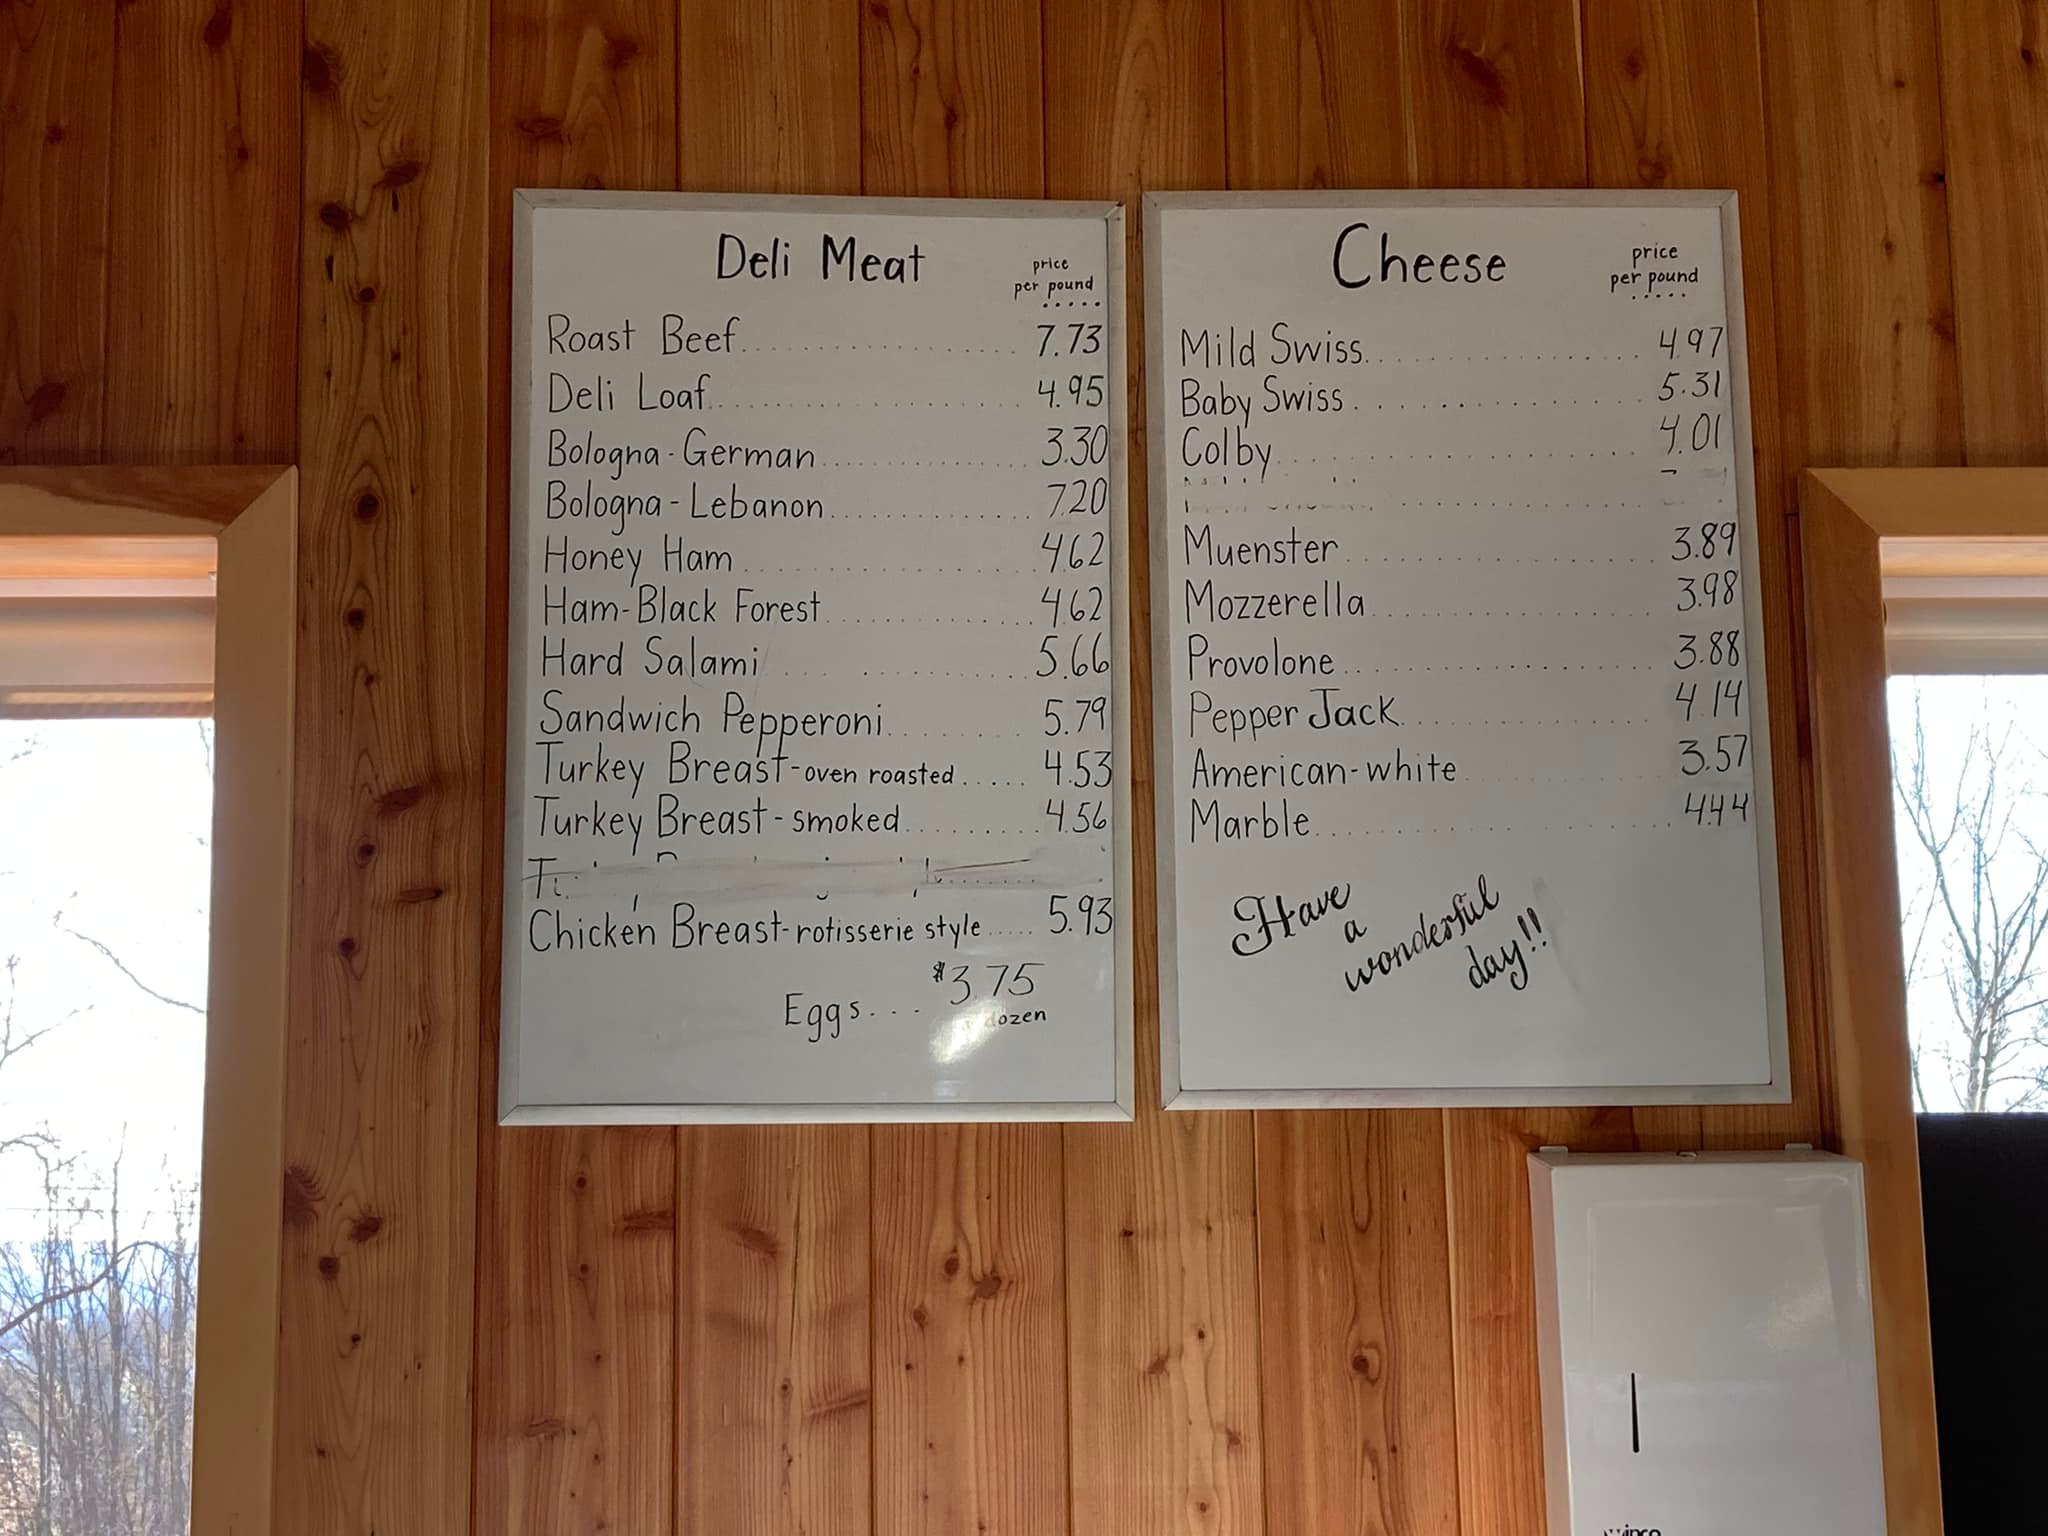 Deli Meat
price
per pound
Roast Beef 7.73
Deli Loaf 4.95
Bologna - German 3.30
Bologna - Lebanon 7.20
Honey Ham 4.62
Ham-Black Forest 4.62
Hard Salami 5.66
Sandwich Pepperoni 5.79
Turkey Breast - oven roasted 4.53
Turkey Breast - smoked 4.56
Chicken Breast - rotisserie style 5.93
Eggs... $3.75
dozen
Cheese
price
per pound
Mild Swiss 4.97
Baby Swiss 5.31
Colby 4.01
Muenster 3.89
Mozzerella 3.98
Provolone 3.88
Pepper Jack 4.14
American-white 3.57
Marble 4.44
Have
a
wonderful
day!!